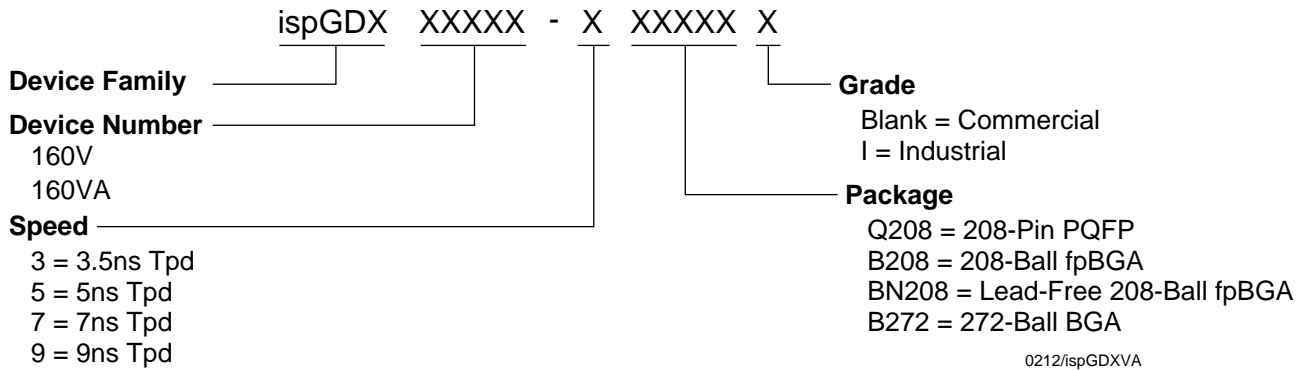 ispGDX XXXXX - X XXXXX X
Device Family
Device Number
160V
160VA
Speed
3 = 3.5ns Tpd
5 = 5ns Tpd
7 = 7ns Tpd
9 = 9ns Tpd
Grade
Blank = Commercial
I = Industrial
Package
Q208 = 208-Pin PQFP
B208 = 208-Ball fpBGA
BN208 = Lead-Free 208-Ball fpBGA
B272 = 272-Ball BGA
0212/ispGDXVA